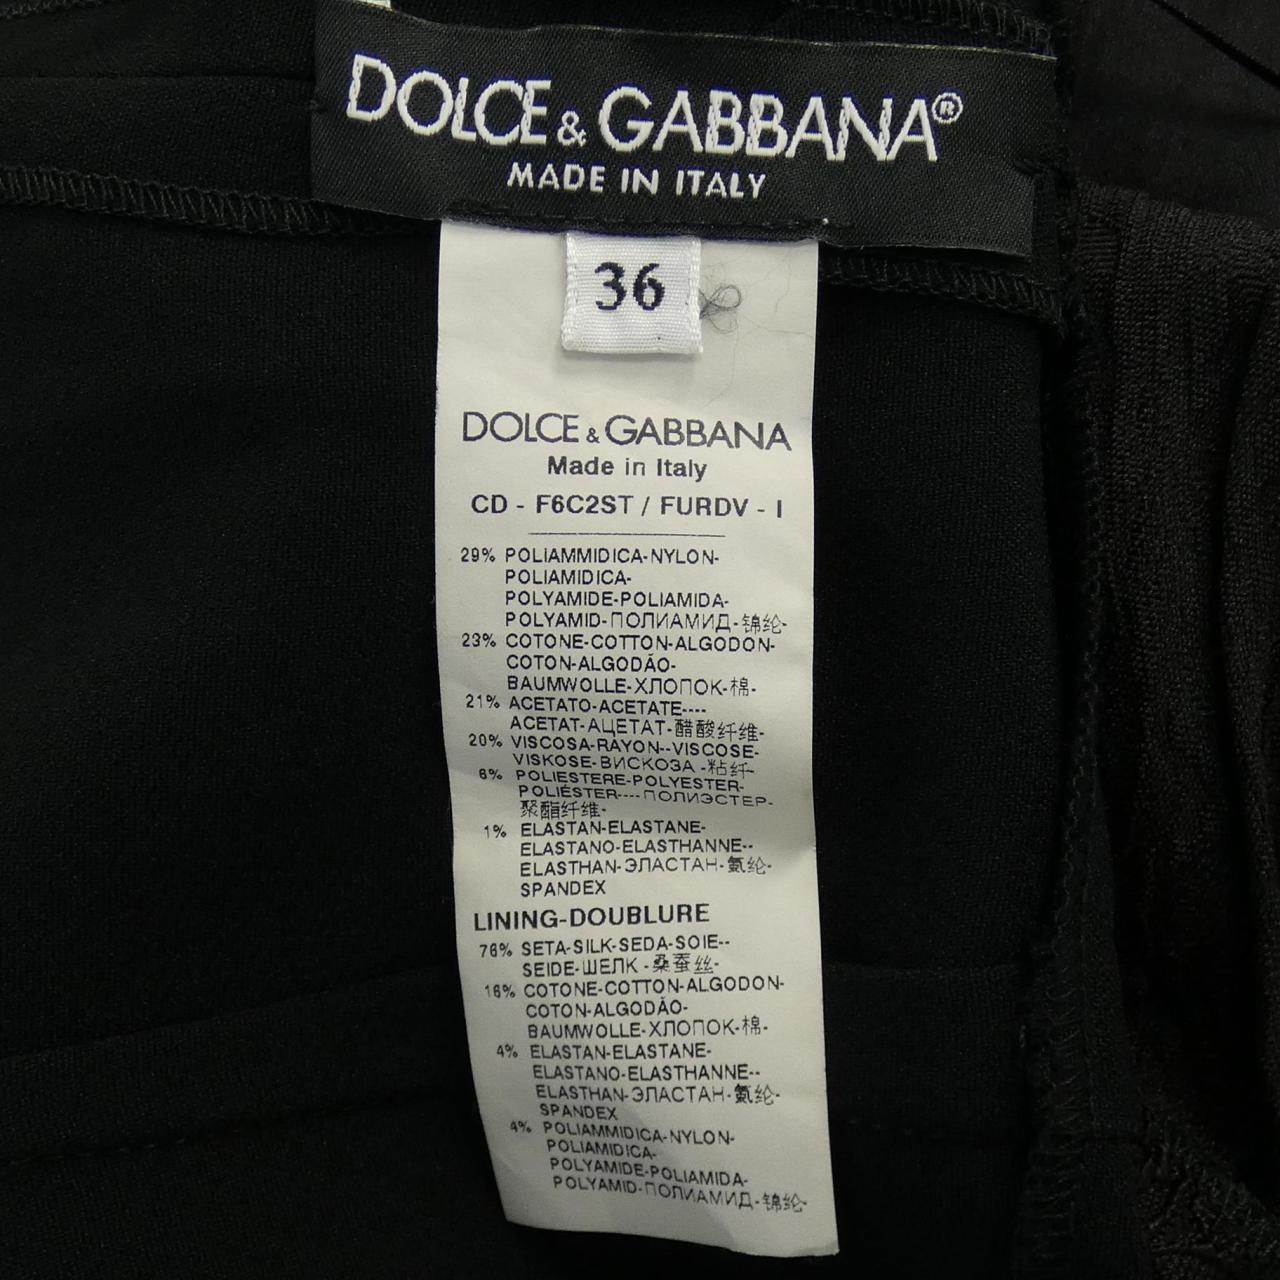 DOLCE & GABBANA®
MADE IN ITALY
36
DOLCE & GABBANA
Made in Italy
CD - F6C2ST / FURDV - I
29% POLIAMMIDICA-NYLON-
POLIAMIDICA-
POLYAMIDE-POLIAMIDA-
POLYAMID-ПОЛИАМИД-锦纶-
23% COTONE-COTTON-ALGODON-
COTON-ALGODÃO-
BAUMWOLLE-ХЛОПОК-棉-
21% ACETATO-ACETATE----
ACETAT-АЦЕТАТ-醋酸纤维-
20% VISCOSA-RAYON--VISCOSE-
VISKOSE-ВИСКОЗА -粘纤-
6% POLIESTERE-POLYESTER-
POLIÉSTER----ПОЛИЭСТЕР-
聚酯纤维-
1% ELASTAN-ELASTANE-
ELASTANO-ELASTHANNE--
ELASTHAN-ЭЛАСТАН-氨纶-
SPANDEX
LINING-DOUBLURE
76% SETA-SILK-SEDA-SOIE--
SEIDE-ШЕЛК -桑蚕丝-
16% COTONE-COTTON-ALGODON-
COTON-ALGODÃO-
BAUMWOLLE-ХЛОПОК-棉-
4% ELASTAN-ELASTANE-
ELASTANO-ELASTHANNE--
ELASTHAN-ЭЛАСТАН-氨纶-
SPANDEX
4% POLIAMMIDICA-NYLON-
POLIAMIDICA-
POLYAMIDE-POLIAMIDA-
POLYAMID-ПОЛИАМИД-锦纶-